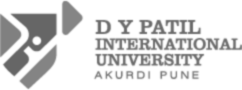 D Y PATIL
INTERNATIONAL
UNIVERSITY
AKURDI PUNE